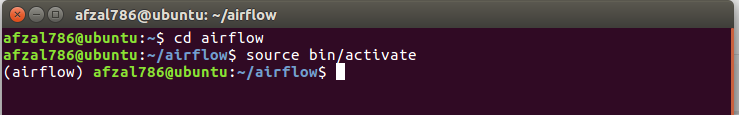 afzal786@ubuntu: ~/airflow
afzal786@ubuntu:~$ cd airflow
afzal786@ubuntu:~/airflow$ source bin/activate
(airflow) afzal786@ubuntu:~/airflow$